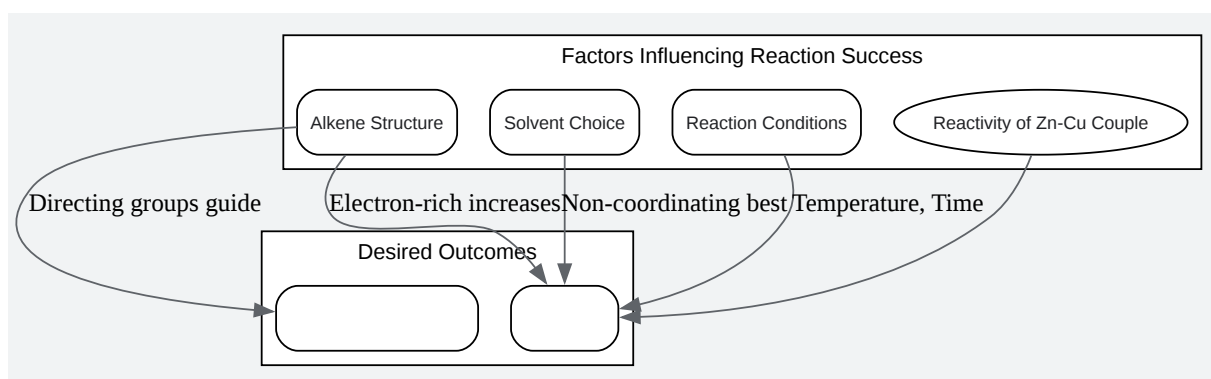 Factors Influencing Reaction Success
Alkene Structure
Solvent Choice
Reaction Conditions
Reactivity of Zn-Cu Couple
Directing groups guide
Electron-rich increases
Non-coordinating best
Temperature, Time
Desired Outcomes